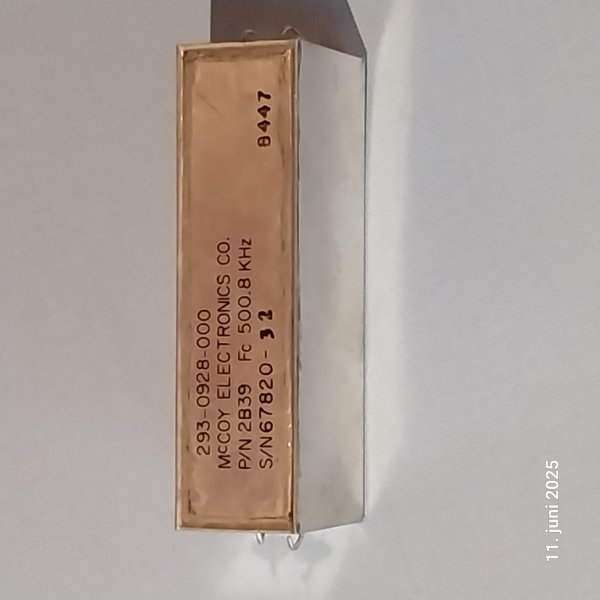 293-0928-000
McCOY ELECTRONICS CO.
P/N 2B39 Fc 500.8 KHz
S/N67820-32
8447
11. juni 2025